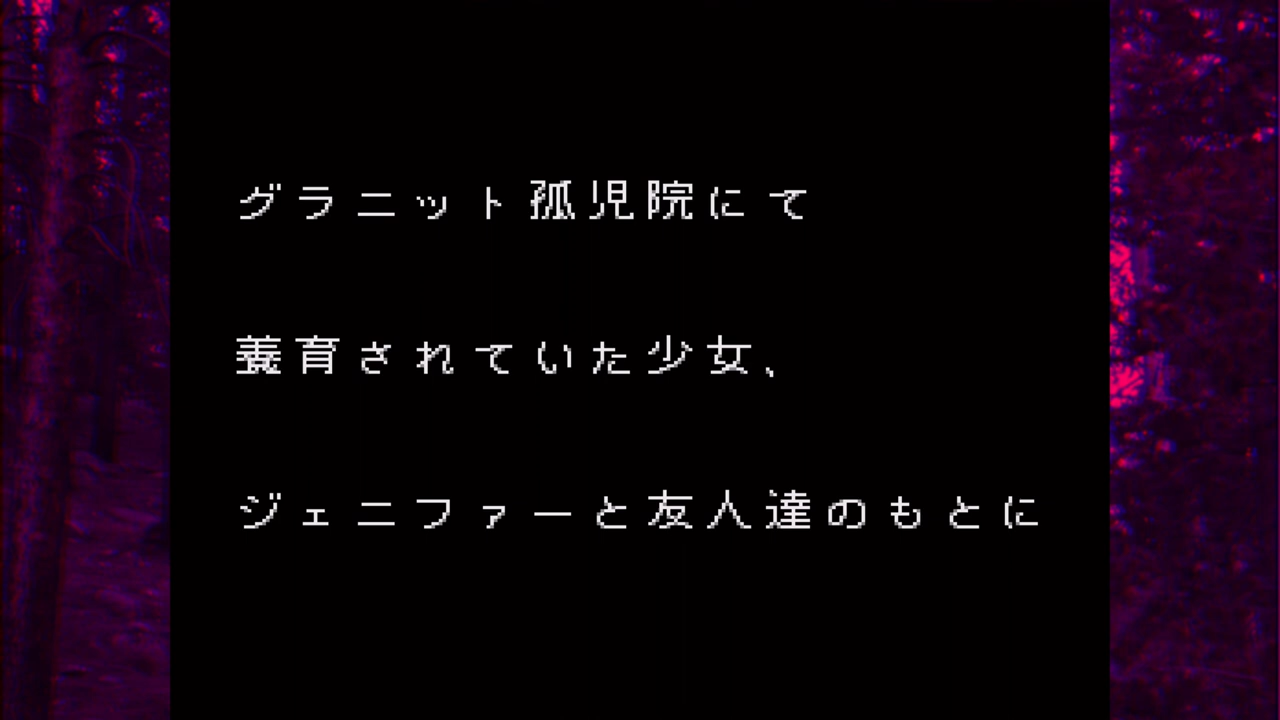 グラニット孤児院にて
養育されていた少女、
ジェニファーと友人達のもとに